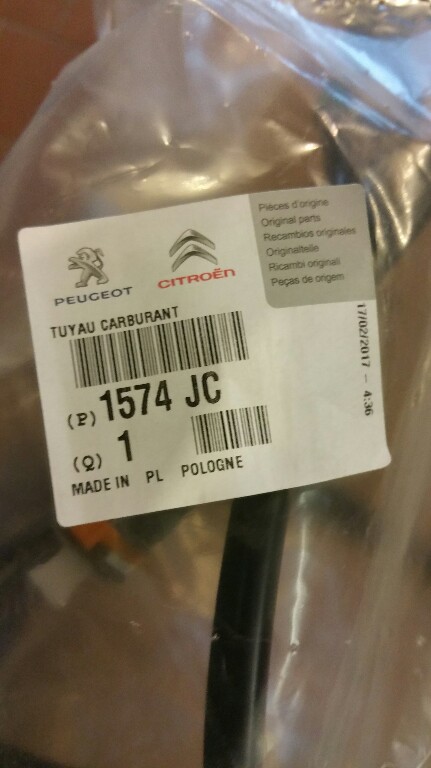 PEUGEOT
CITROËN
Pièces d'origine
Original parts
Recambios originales
Originalteile
Ricambi originali
Peças de origem
TUYAU CARBURANT
(P) 1574 JC
(Q) 1
MADE IN PL POLOGNE
17/02/2017 - 4:36